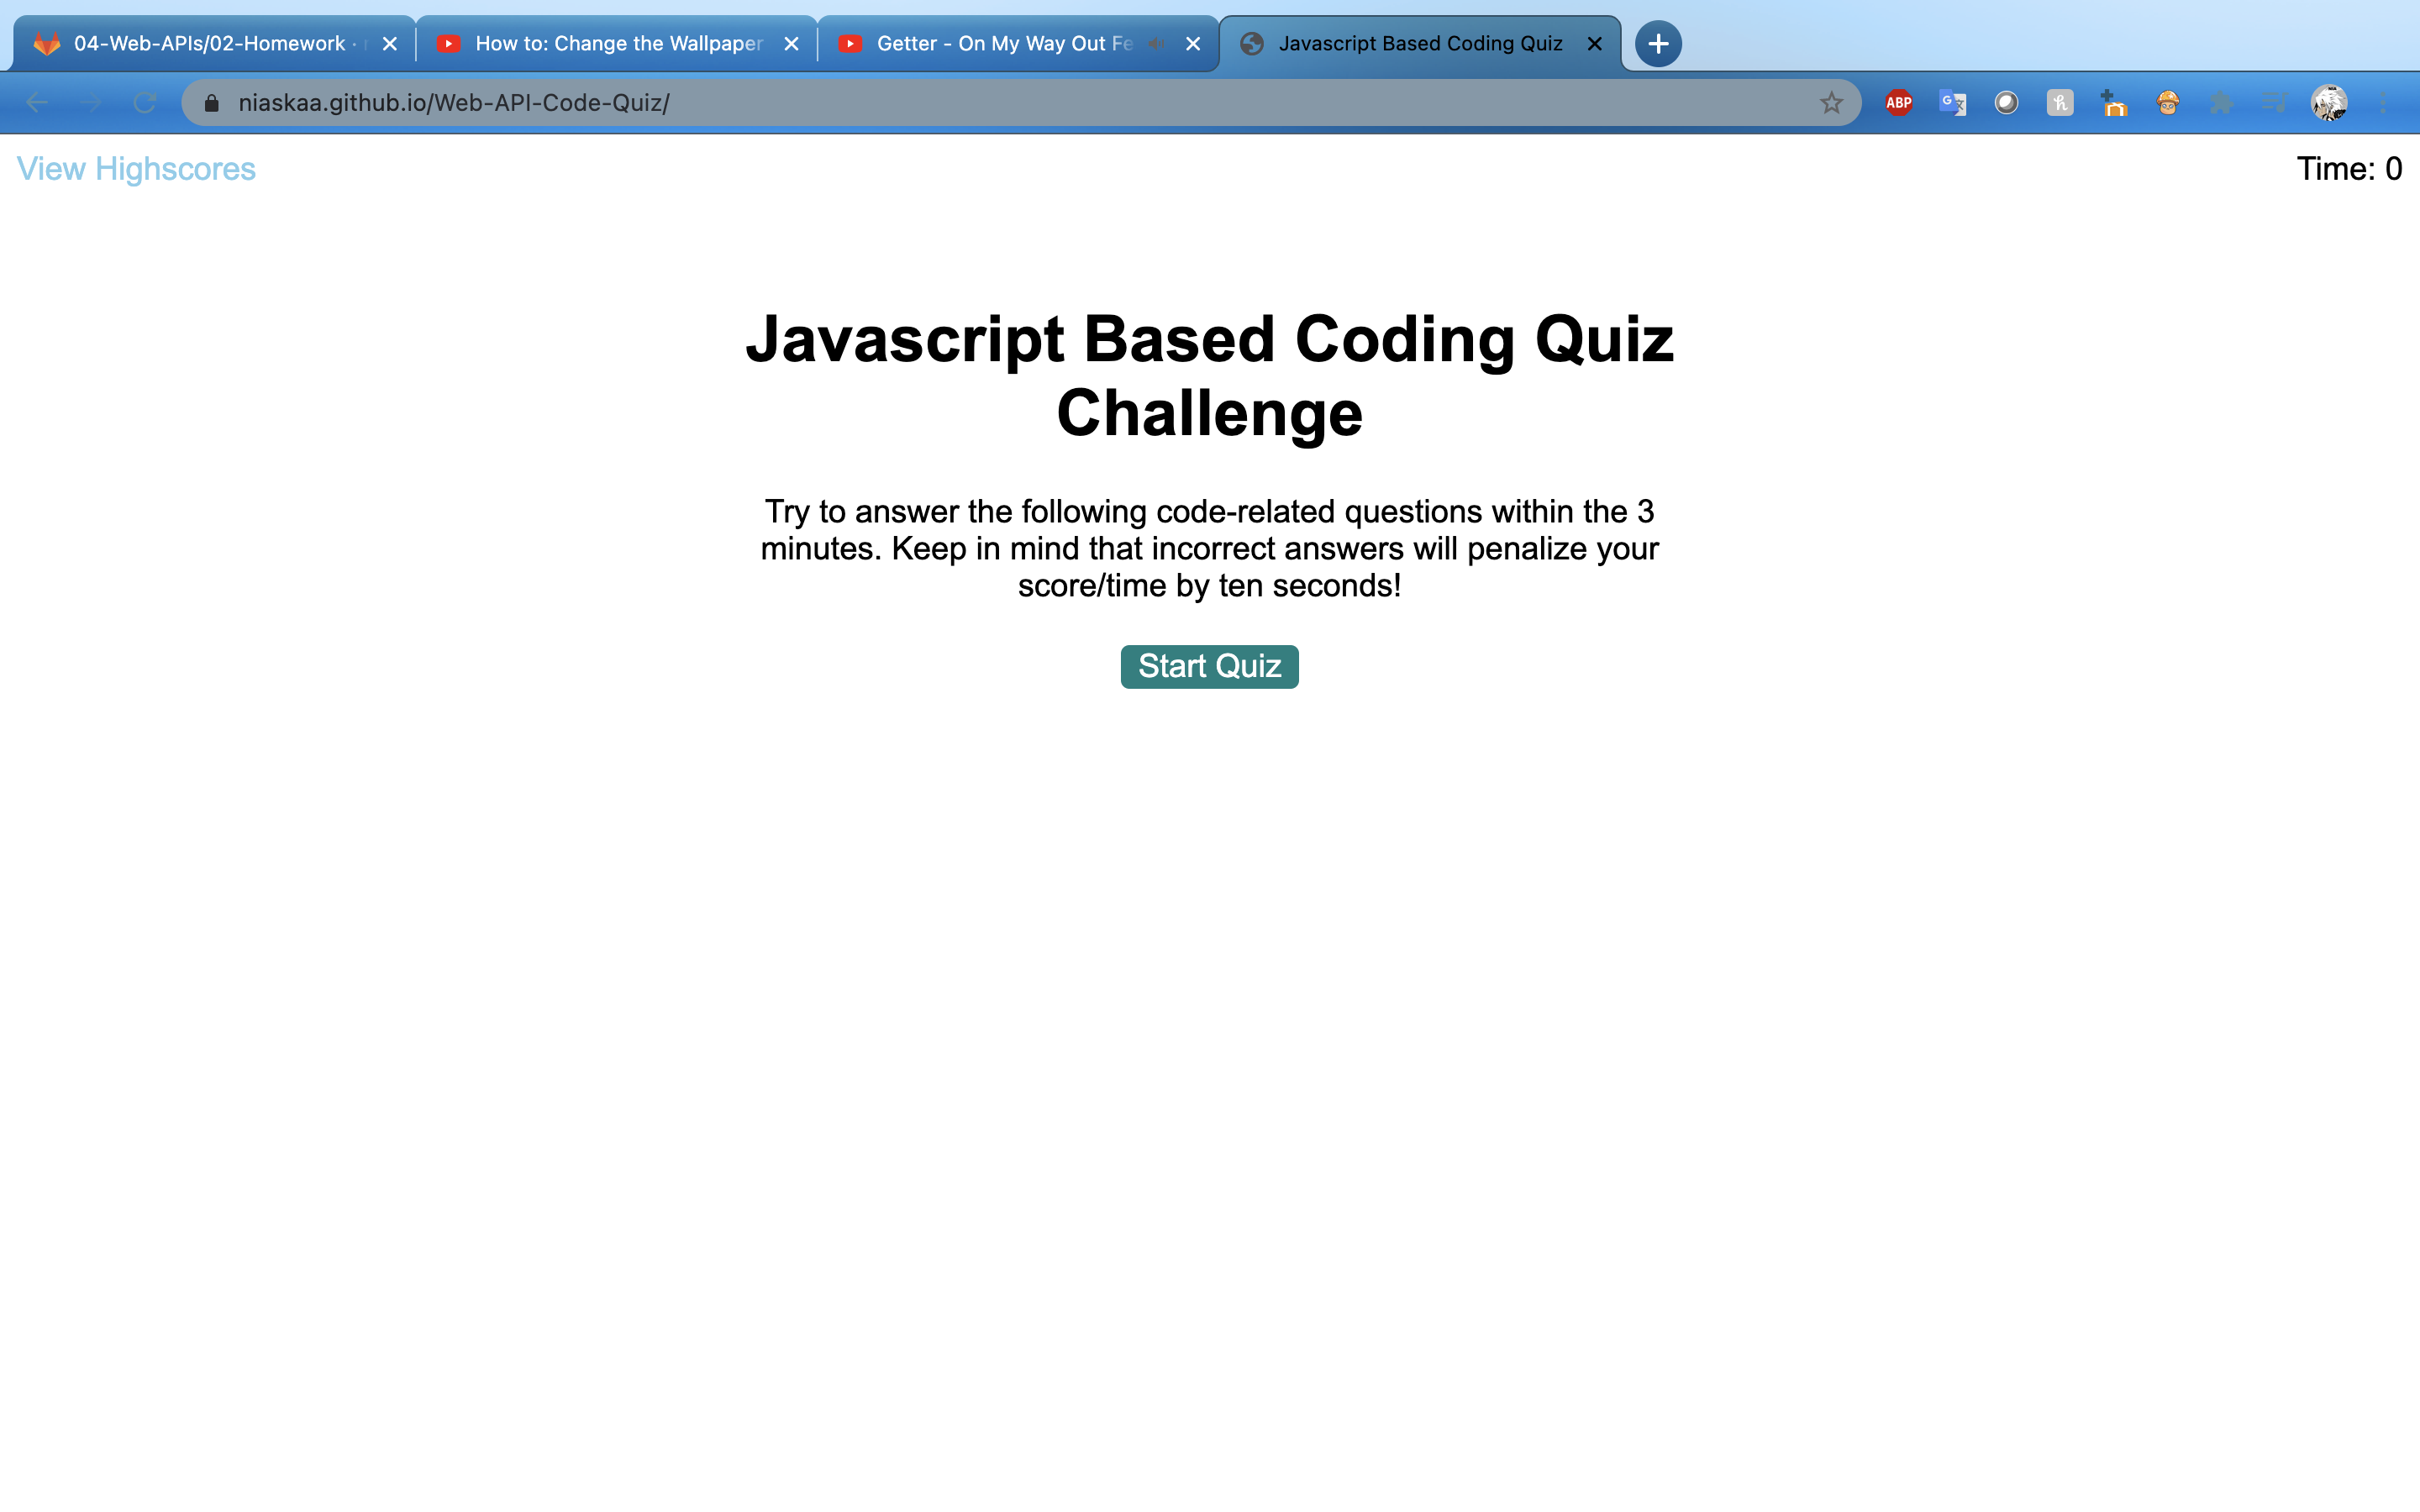 04-Web-APIs/02-Homework ·
How to: Change the Wallpaper
Getter - On My Way Out Fe
Javascript Based Coding Quiz
niaskaa.github.io/Web-API-Code-Quiz/
ABP
G
h
View Highscores
Time: 0
Javascript Based Coding Quiz
Challenge
Try to answer the following code-related questions within the 3
minutes. Keep in mind that incorrect answers will penalize your
score/time by ten seconds!
Start Quiz